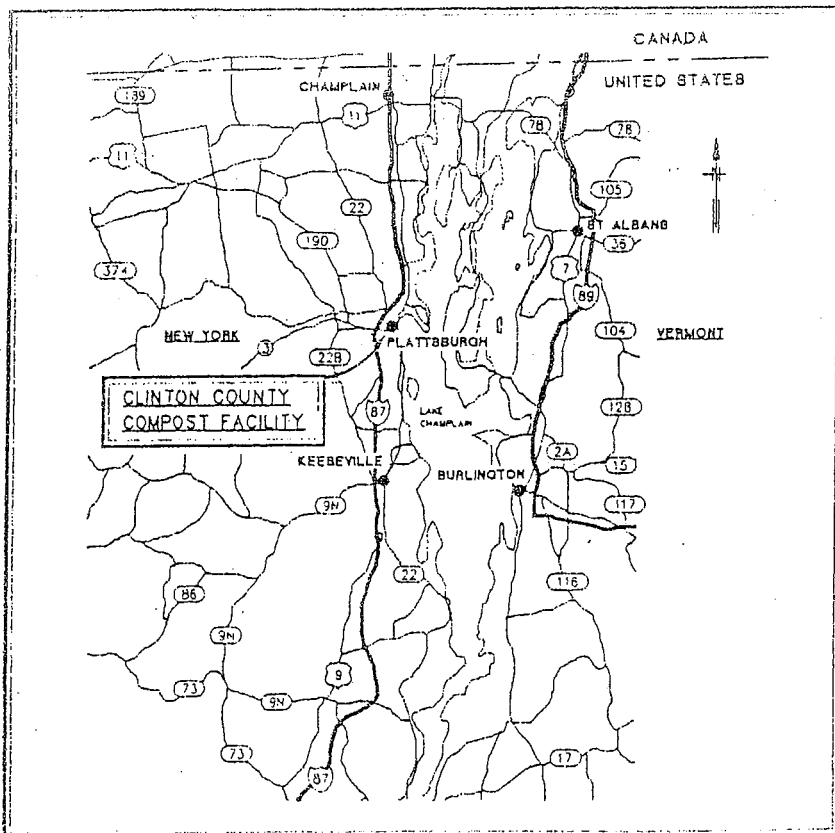 CANADA
UNITED STATES
CHAMPLAIN
189
11
11
78
78
105
22
ST ALBANS
36
190
7
374
89
NEW YORK
3
PLATTSBURGH
104
VERMONT
22B
CLINTON COUNTY
COMPOST FACILITY
87
LAKE
CHAMPLAIN
128
2A
15
KEESEVILLE
BURLINGTON
9N
117
22
116
86
9N
9
73
9N
73
17
87